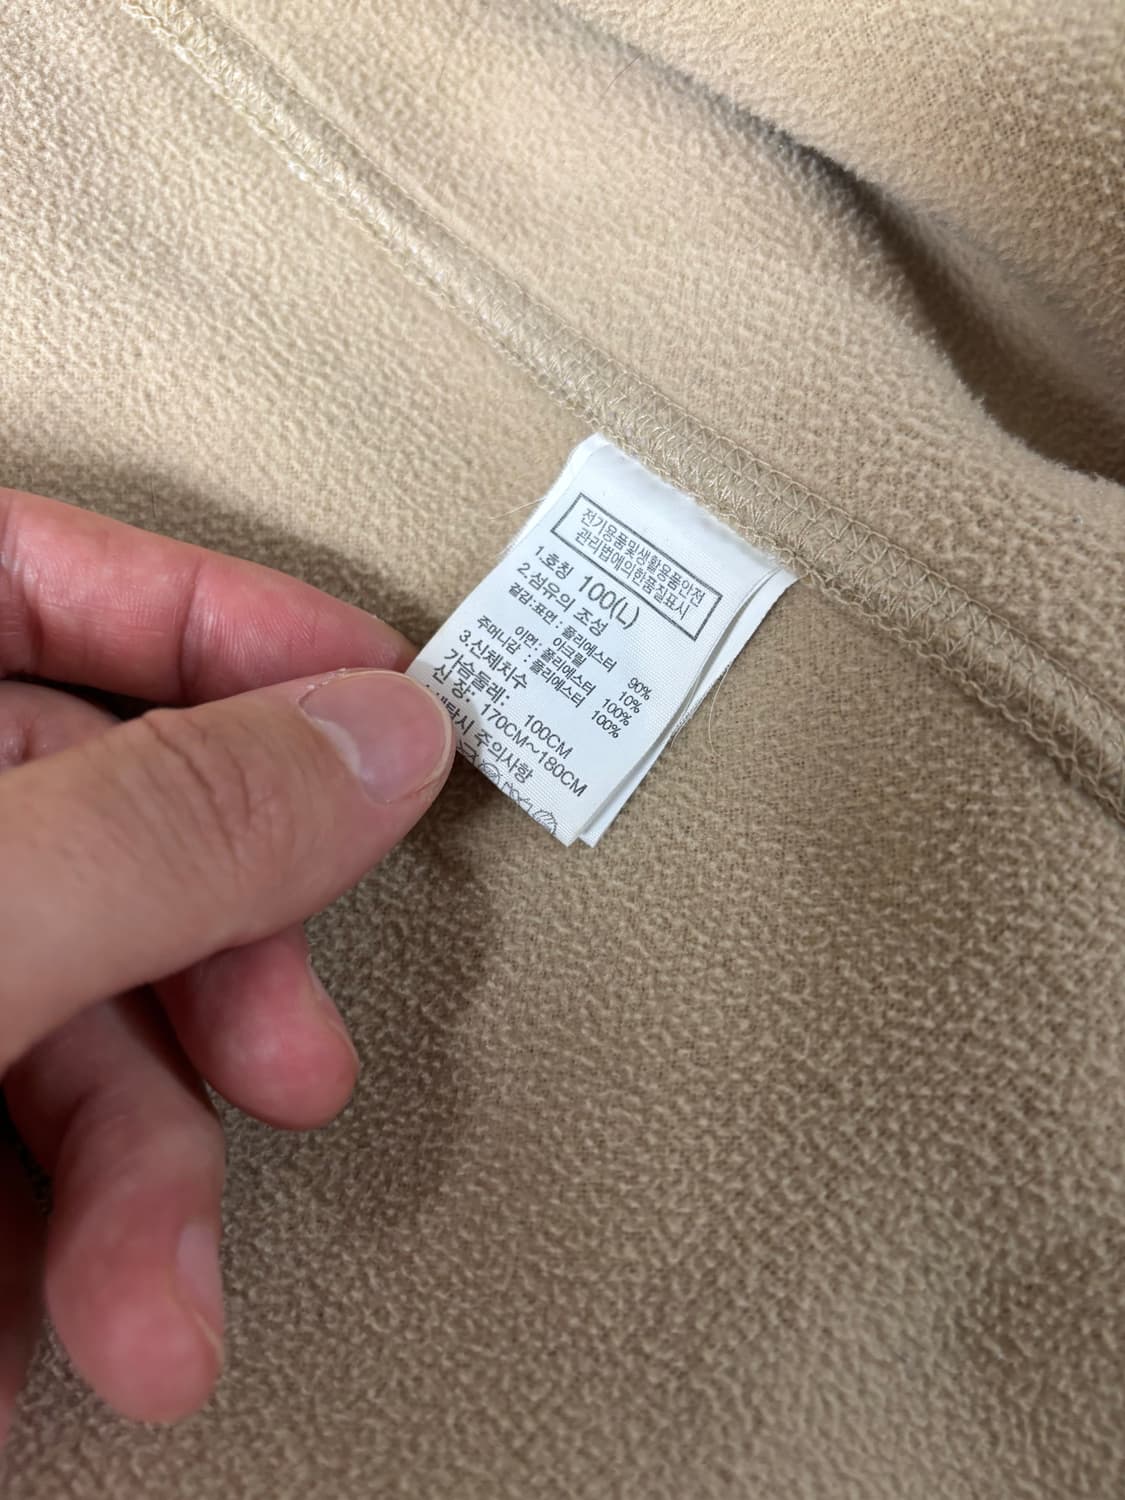 전기용품및생활용품안전
관리법에의한품질표시
1.호칭 100(L)
2.섬유의 조성
겉감:표면 : 폴리에스터 90%
아크릴 10%
이면: 폴리에스터 100%
주머니감 : 폴리에스터 100%
3.신체치수
가슴둘레: 100CM
신 장: 170CM~180CM
주의사항